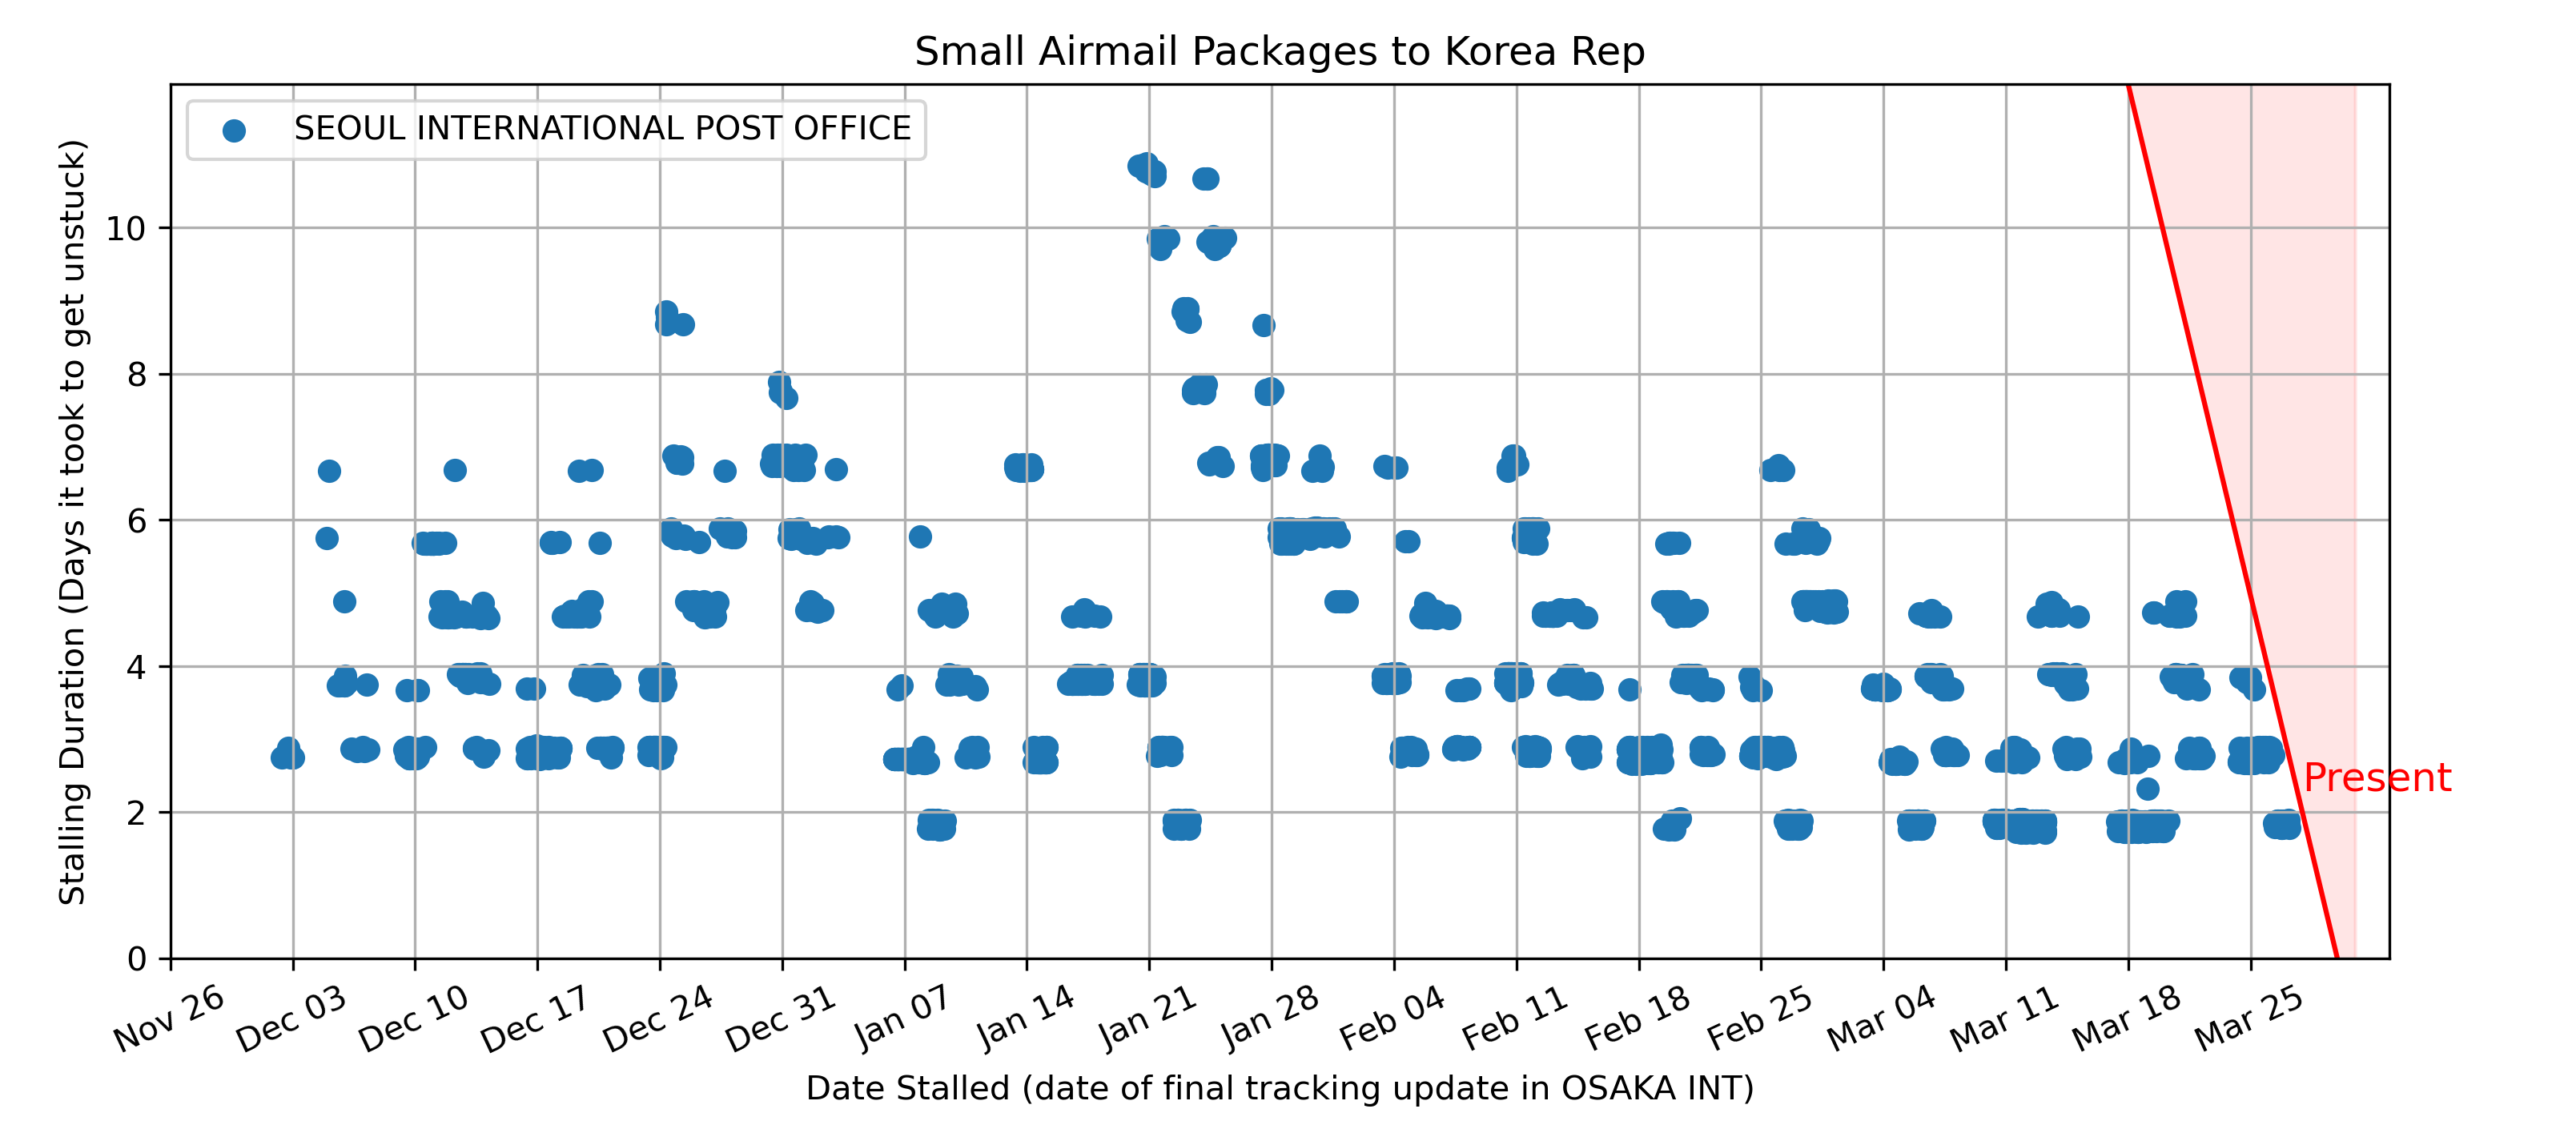 Small Airmail Packages to Korea Rep
SEOUL INTERNATIONAL POST OFFICE
Stalling Duration (Days it took to get unstuck)
10
8
6
4
2
0
Present
Nov 26
Dec 03
Dec 10
Dec 17
Dec 24
Dec 31
Jan 07
Jan 14
Jan 21
Jan 28
Feb 04
Feb 11
Feb 18
Feb 25
Mar 04
Mar 11
Mar 18
Mar 25
Date Stalled (date of final tracking update in OSAKA INT)